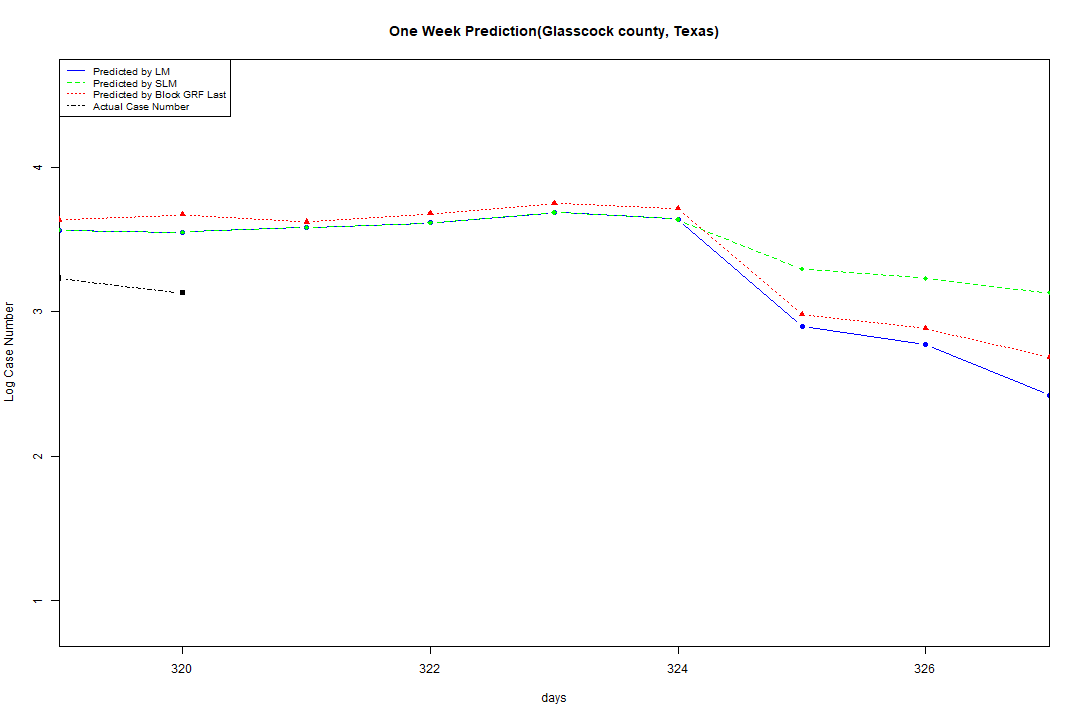 One Week Prediction(Glasscock county, Texas)
Predicted by LM
Predicted by SLM
Predicted by Block GRF Last
Actual Case Number
4
3
2
1
Log Case Number
320
322
324
326
days